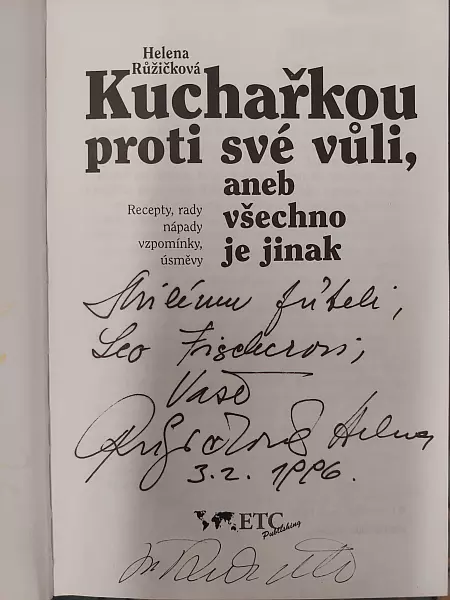 Helena
Růžičková
Kuchařkou
proti své vůli,
aneb
všechno
je jinak
Recepty, rady
nápady
vzpomínky,
úsměvy
Milému příteli,
Leo Fischerovi,
Vaše
Růžičková Helena
3.2.1996.
ETC
Publishing